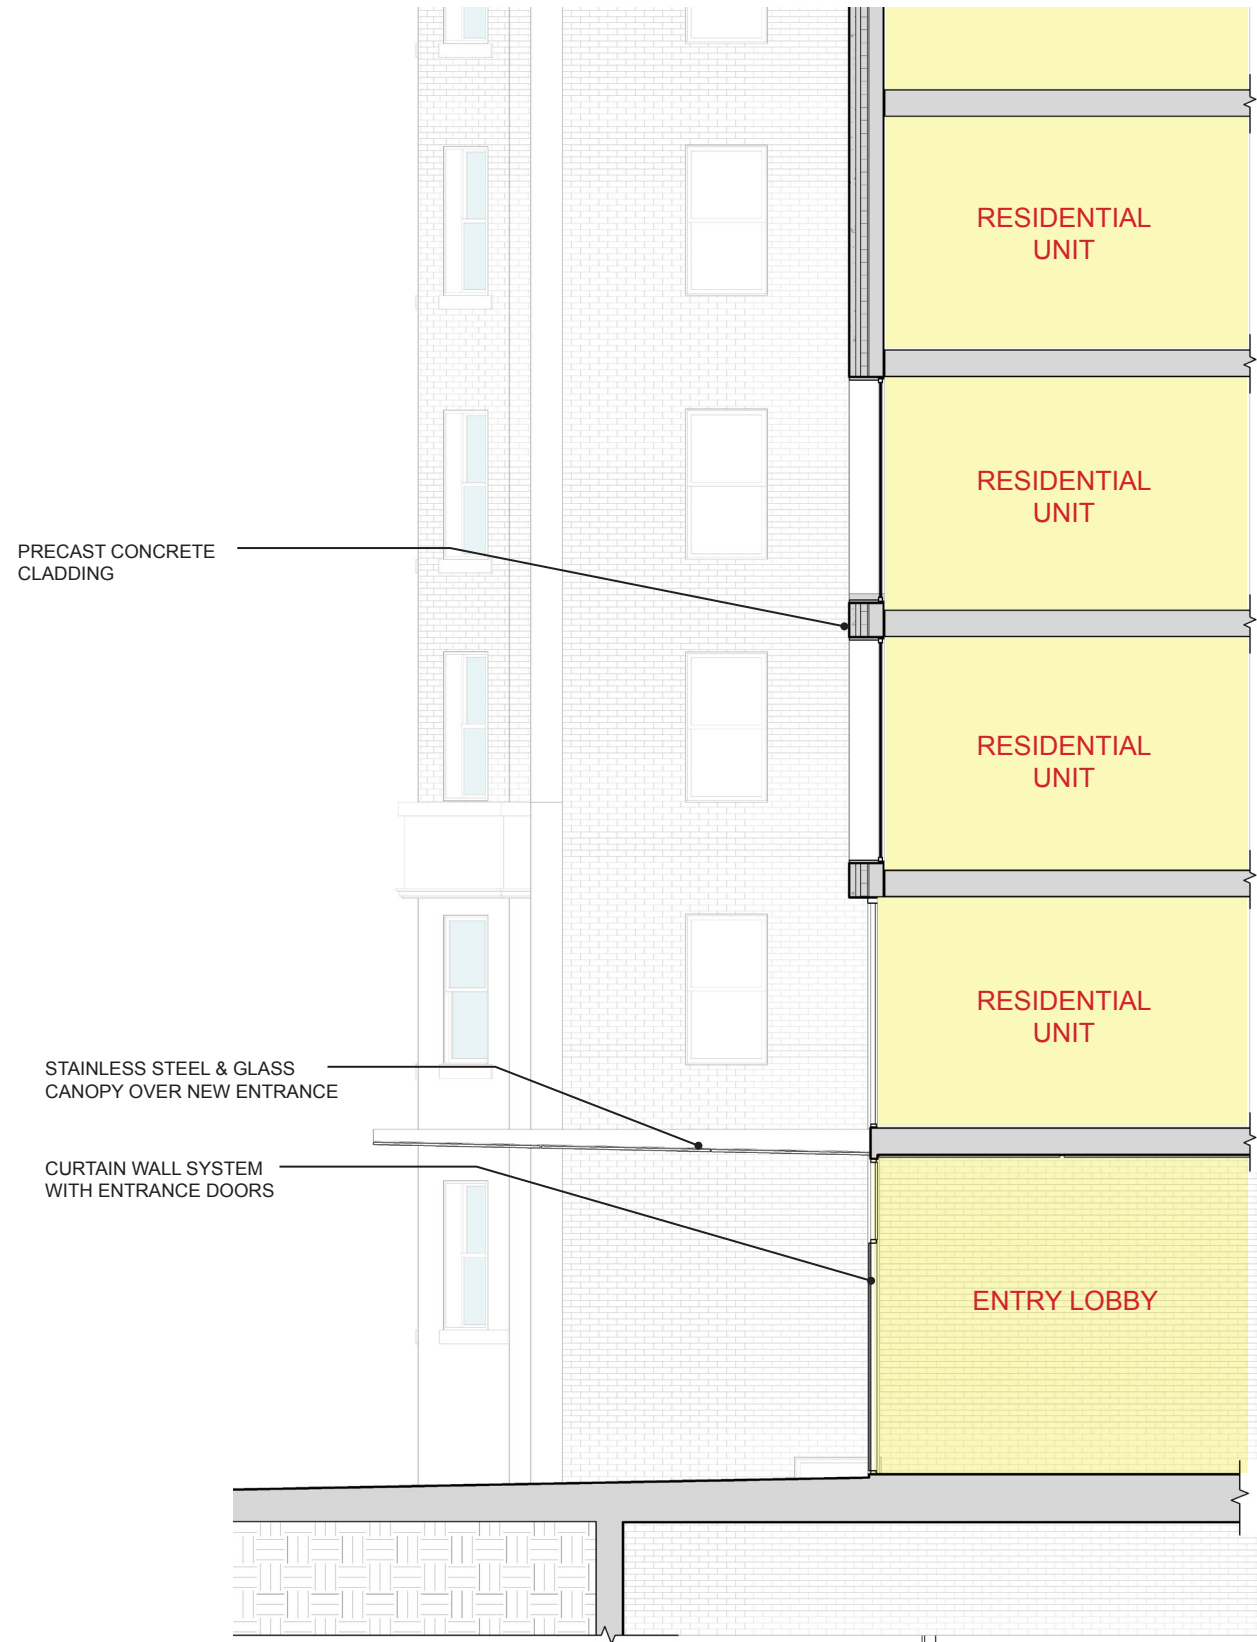 RESIDENTIAL
UNIT
RESIDENTIAL
UNIT
PRECAST CONCRETE
CLADDING
RESIDENTIAL
UNIT
RESIDENTIAL
UNIT
STAINLESS STEEL & GLASS
CANOPY OVER NEW ENTRANCE
CURTAIN WALL SYSTEM
WITH ENTRANCE DOORS
ENTRY LOBBY